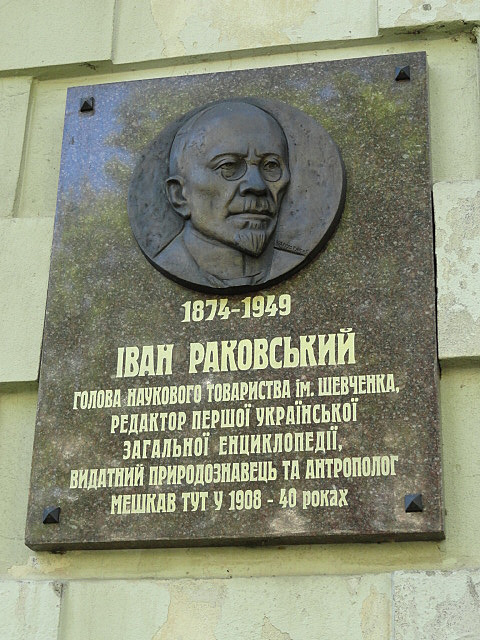 1874-1949
ІВАН РАКОВСЬКИЙ
ГОЛОВА НАУКОВОГО ТОВАРИСТВА ім. ШЕВЧЕНКА,
РЕДАКТОР ПЕРШОЇ УКРАЇНСЬКОЇ
ЗАГАЛЬНОЇ ЕНЦИКЛОПЕДІЇ,
ВИДАТНИЙ ПРИРОДОЗНАВЕЦЬ ТА АНТРОПОЛОГ
МЕШКАВ ТУТ У 1908 - 40 роках